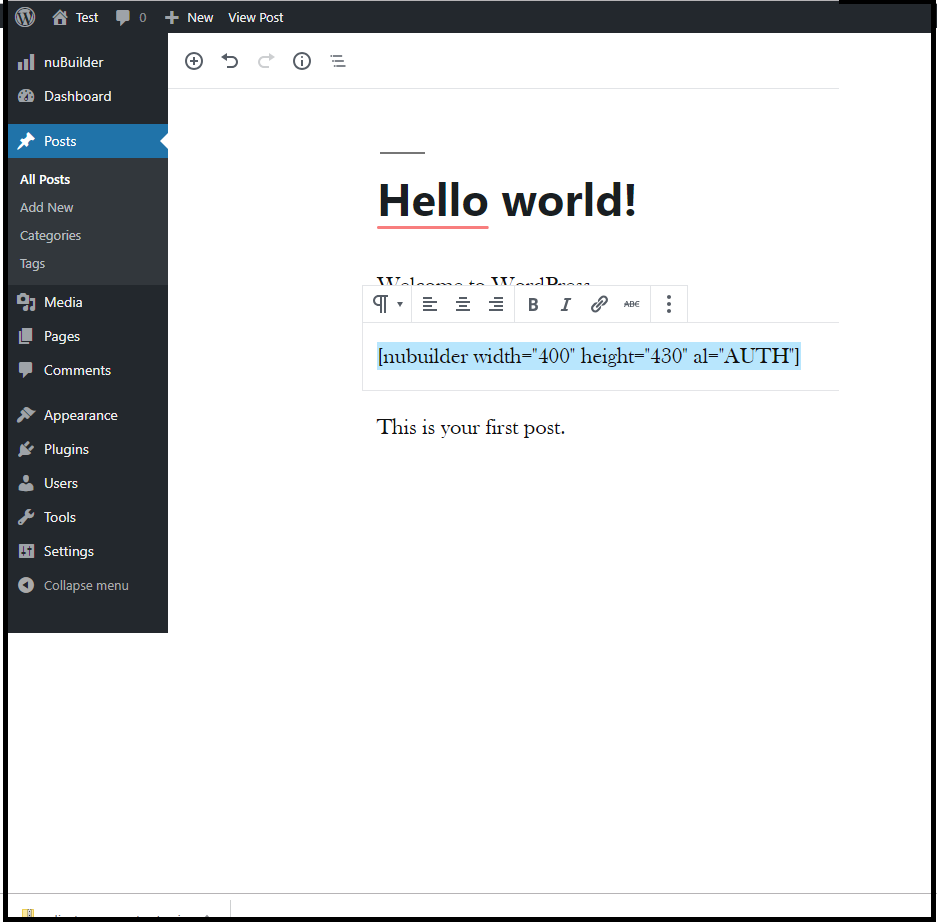 Test 0 New View Post
nuBuilder
Dashboard
Posts
All Posts
Add New
Categories
Tags
Media
Pages
Comments
Appearance
Plugins
Users
Tools
Settings
Collapse menu
Hello world!
Welcome to WordPress
B I ABC
[nubuilder width="400" height="430" al="AUTH"]
This is your first post.